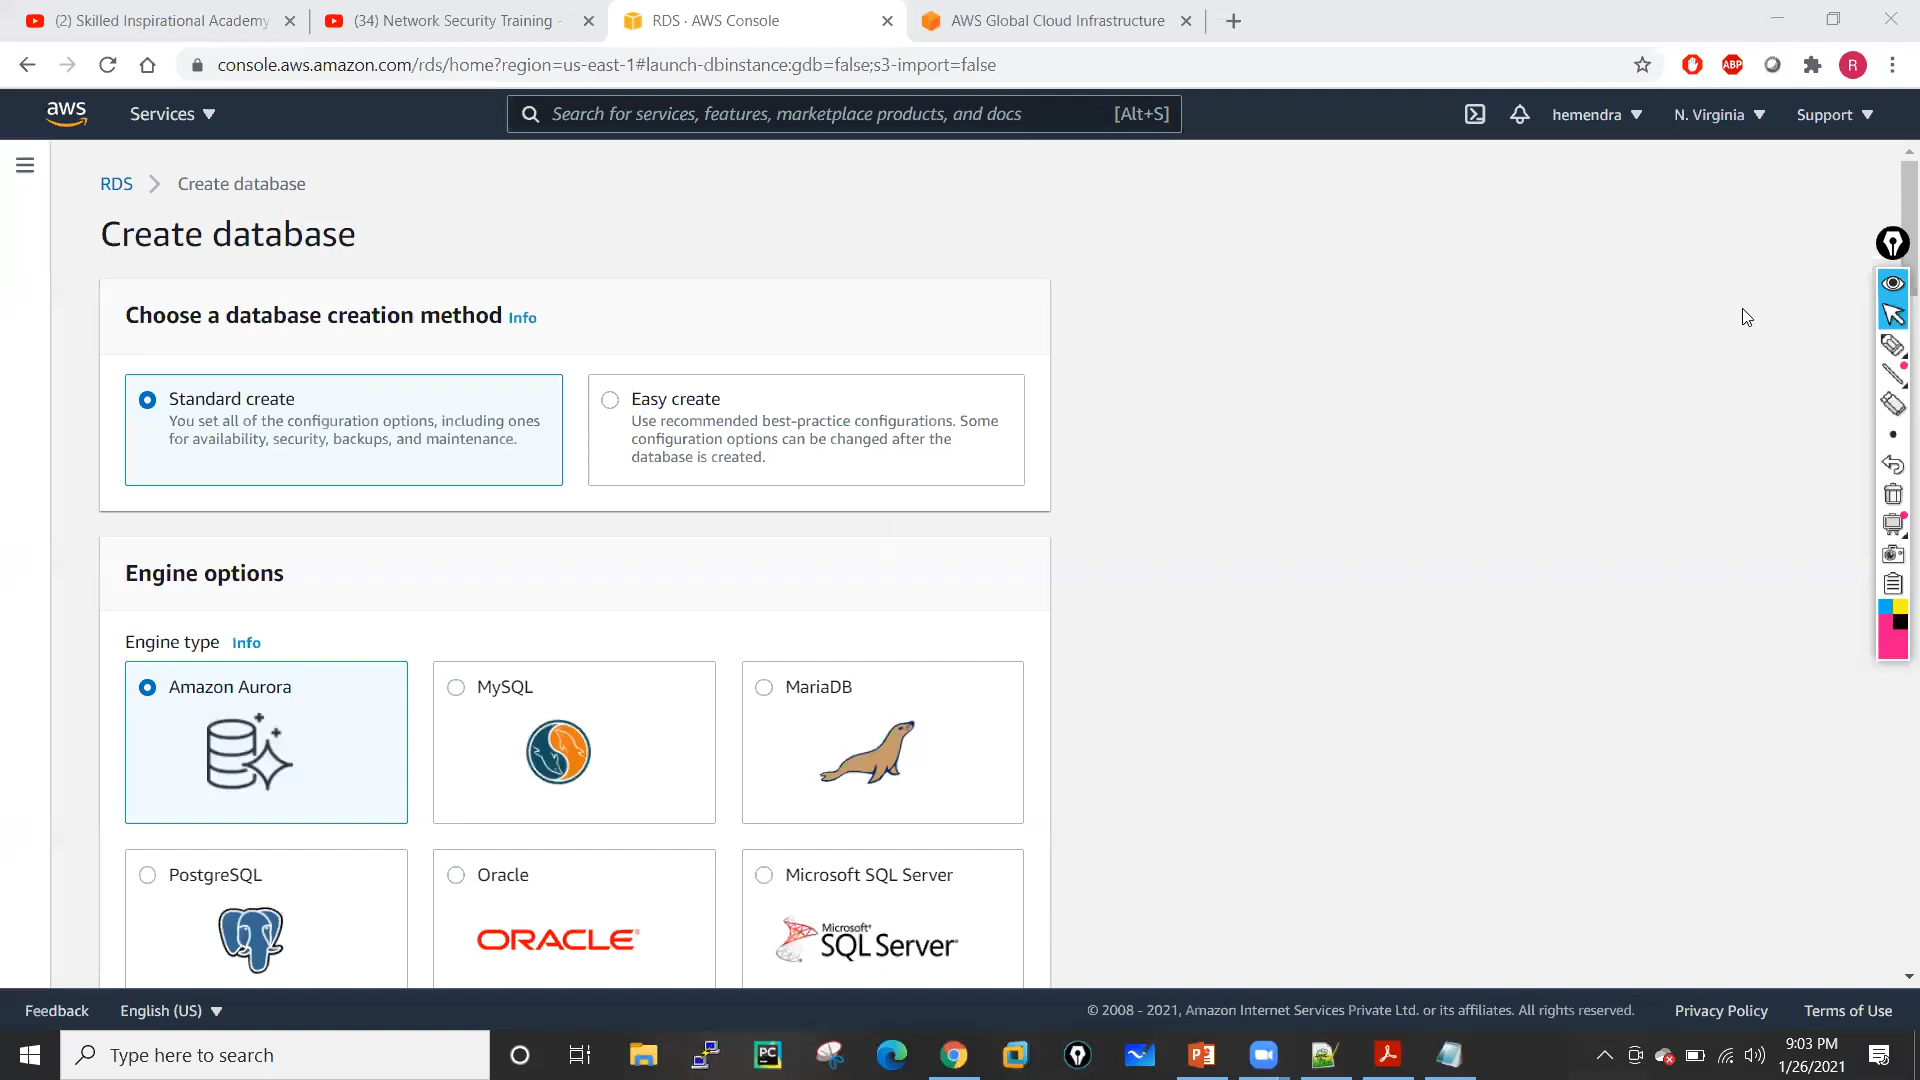 (2) Skilled Inspirational Academy
(34) Network Security Training -
RDS · AWS Console
AWS Global Cloud Infrastructure
console.aws.amazon.com/rds/home?region=us-east-1#launch-dbinstance:gdb=false;s3-import=false
ABP
R
aws
Services
Search for services, features, marketplace products, and docs
[Alt+S]
hemendra
N. Virginia
Support
RDS
Create database
Create database
Choose a database creation method Info
Standard create
You set all of the configuration options, including ones
for availability, security, backups, and maintenance.
Easy create
Use recommended best-practice configurations. Some
configuration options can be changed after the
database is created.
Engine options
Engine type Info
Amazon Aurora
MySQL
MariaDB
PostgreSQL
Oracle
ORACLE
Microsoft SQL Server
Microsoft
SQL Server
Feedback
English (US)
© 2008 - 2021, Amazon Internet Services Private Ltd. or its affiliates. All rights reserved.
Privacy Policy
Terms of Use
Type here to search
PC
9:03 PM
1/26/2021